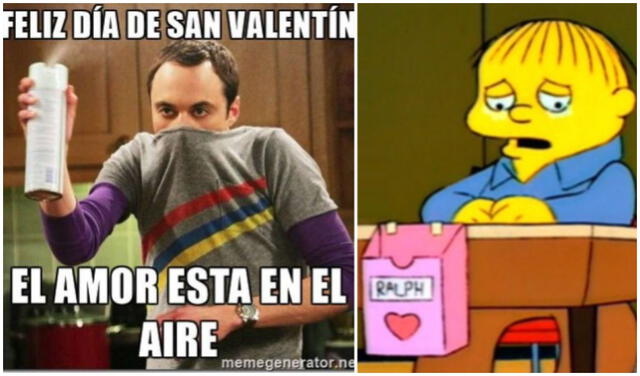 FELIZ DÍA DE SAN VALENTÍN
EL AMOR ESTA EN EL
AIRE
memegenerator.ne
RALPH